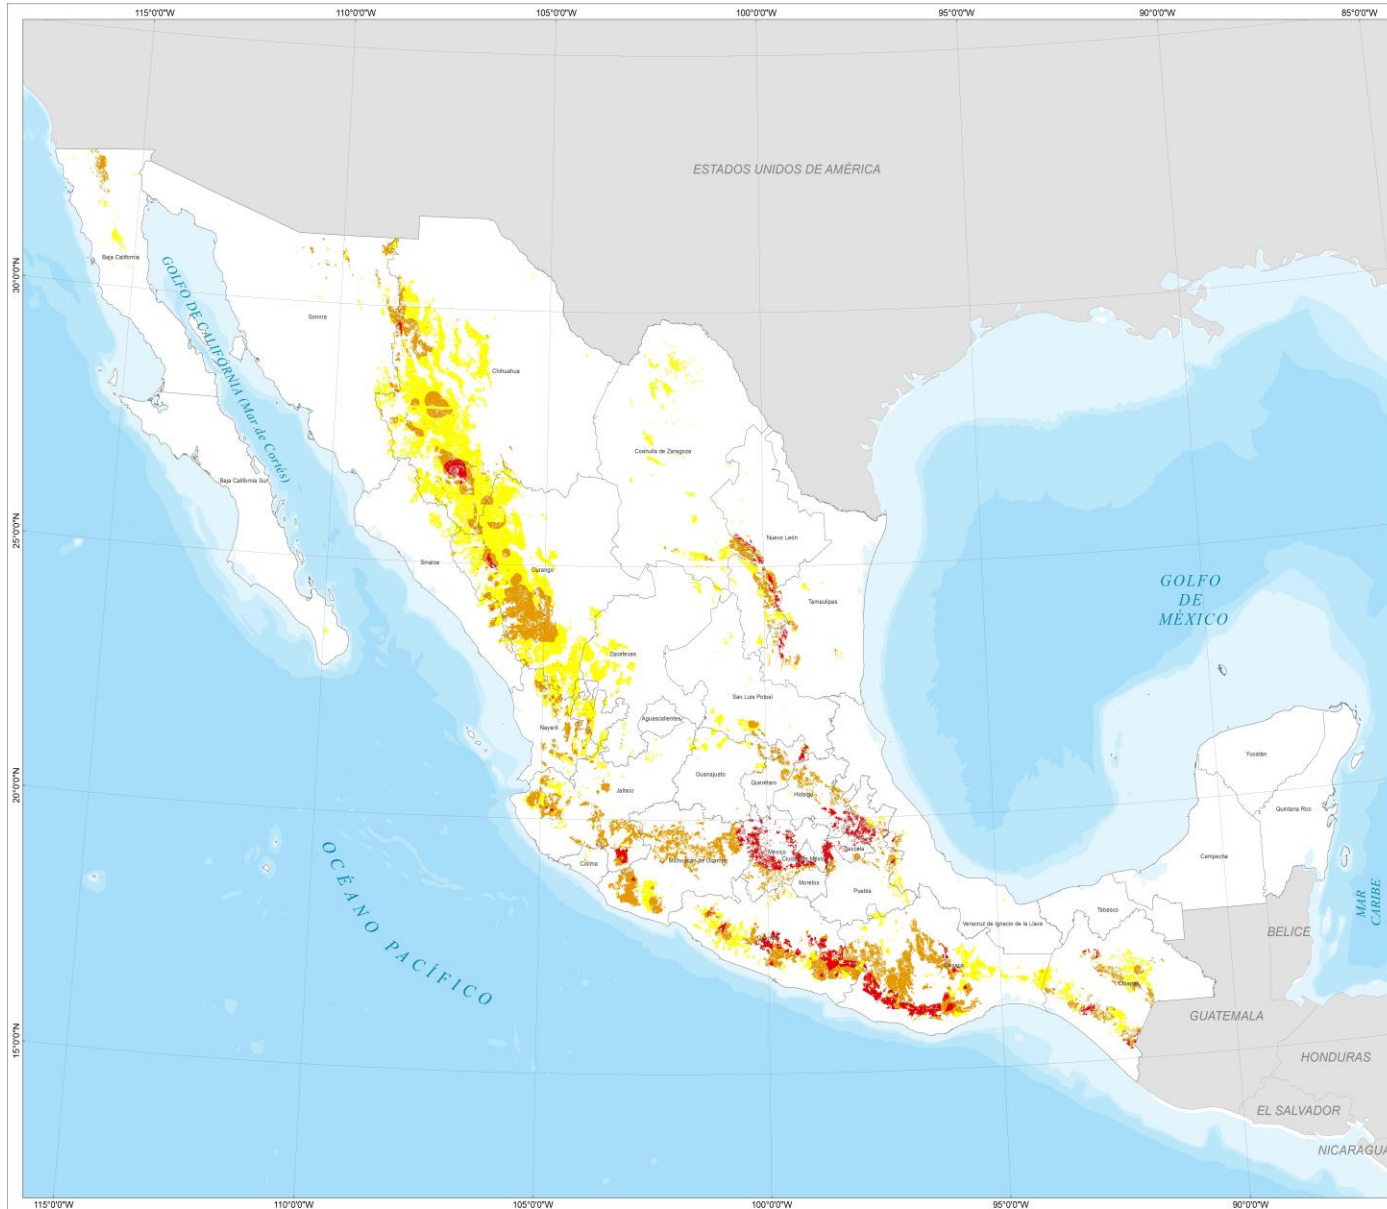 115°0'0"W
110°0'0"W
105°0'0"W
100°0'0"W
95°0'0"W
90°0'0"W
85°0'0"W
ESTADOS UNIDOS DE AMÉRICA
30°0'0"N
Baja California
GOLFO DE CALIFORNIA (Mar de Cortés)
Sonora
Chihuahua
Coahuila de Zaragoza
Baja California Sur
25°0'0"N
Nuevo León
Sinaloa
Durango
GOLFO
DE
MÉXICO
Tamaulipas
Zacatecas
San Luis Potosí
Aguascalientes
Nayarit
Yucatán
20°0'0"N
Guanajuato
Querétaro
Jalisco
Hidalgo
Quintana Roo
México
Tlaxcala
Ciudad de México
Michoacán de Ocampo
Colima
Campeche
OCÉANO PACÍFICO
Morelos
Puebla
MAR
CARIBE
Tabasco
Veracruz de Ignacio de la Llave
BELICE
Oaxaca
Chiapas
GUATEMALA
15°0'0"N
HONDURAS
EL SALVADOR
NICARAGUA
115°0'0"W
110°0'0"W
105°0'0"W
100°0'0"W
95°0'0"W
90°0'0"W